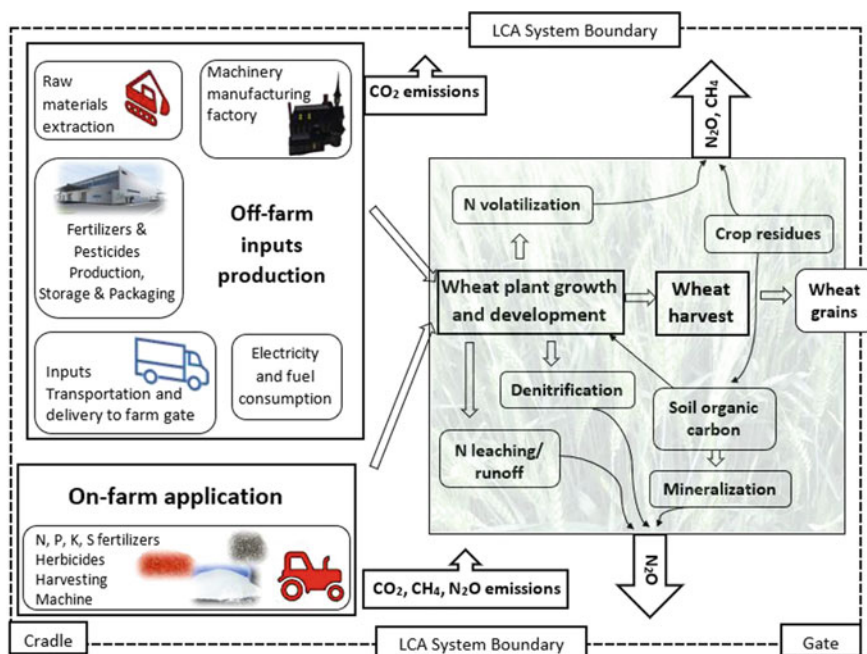 LCA System Boundary
Raw
materials
extraction
Machinery
manufacturing
factory
CO₂ emissions
N₂O, CH₄
Fertilizers &
Pesticides
Production,
Storage & Packaging
Off-farm
inputs
production
N volatilization
Crop residues
Wheat plant growth
and development
Wheat
harvest
Wheat
grains
Inputs
Transportation and
delivery to farm gate
Electricity
and fuel
consumption
Denitrification
Soil organic
carbon
N leaching/
runoff
Mineralization
On-farm application
N, P, K, S fertilizers
Herbicides
Harvesting
Machine
CO₂, CH₄, N₂O emissions
N₂O
Cradle
LCA System Boundary
Gate